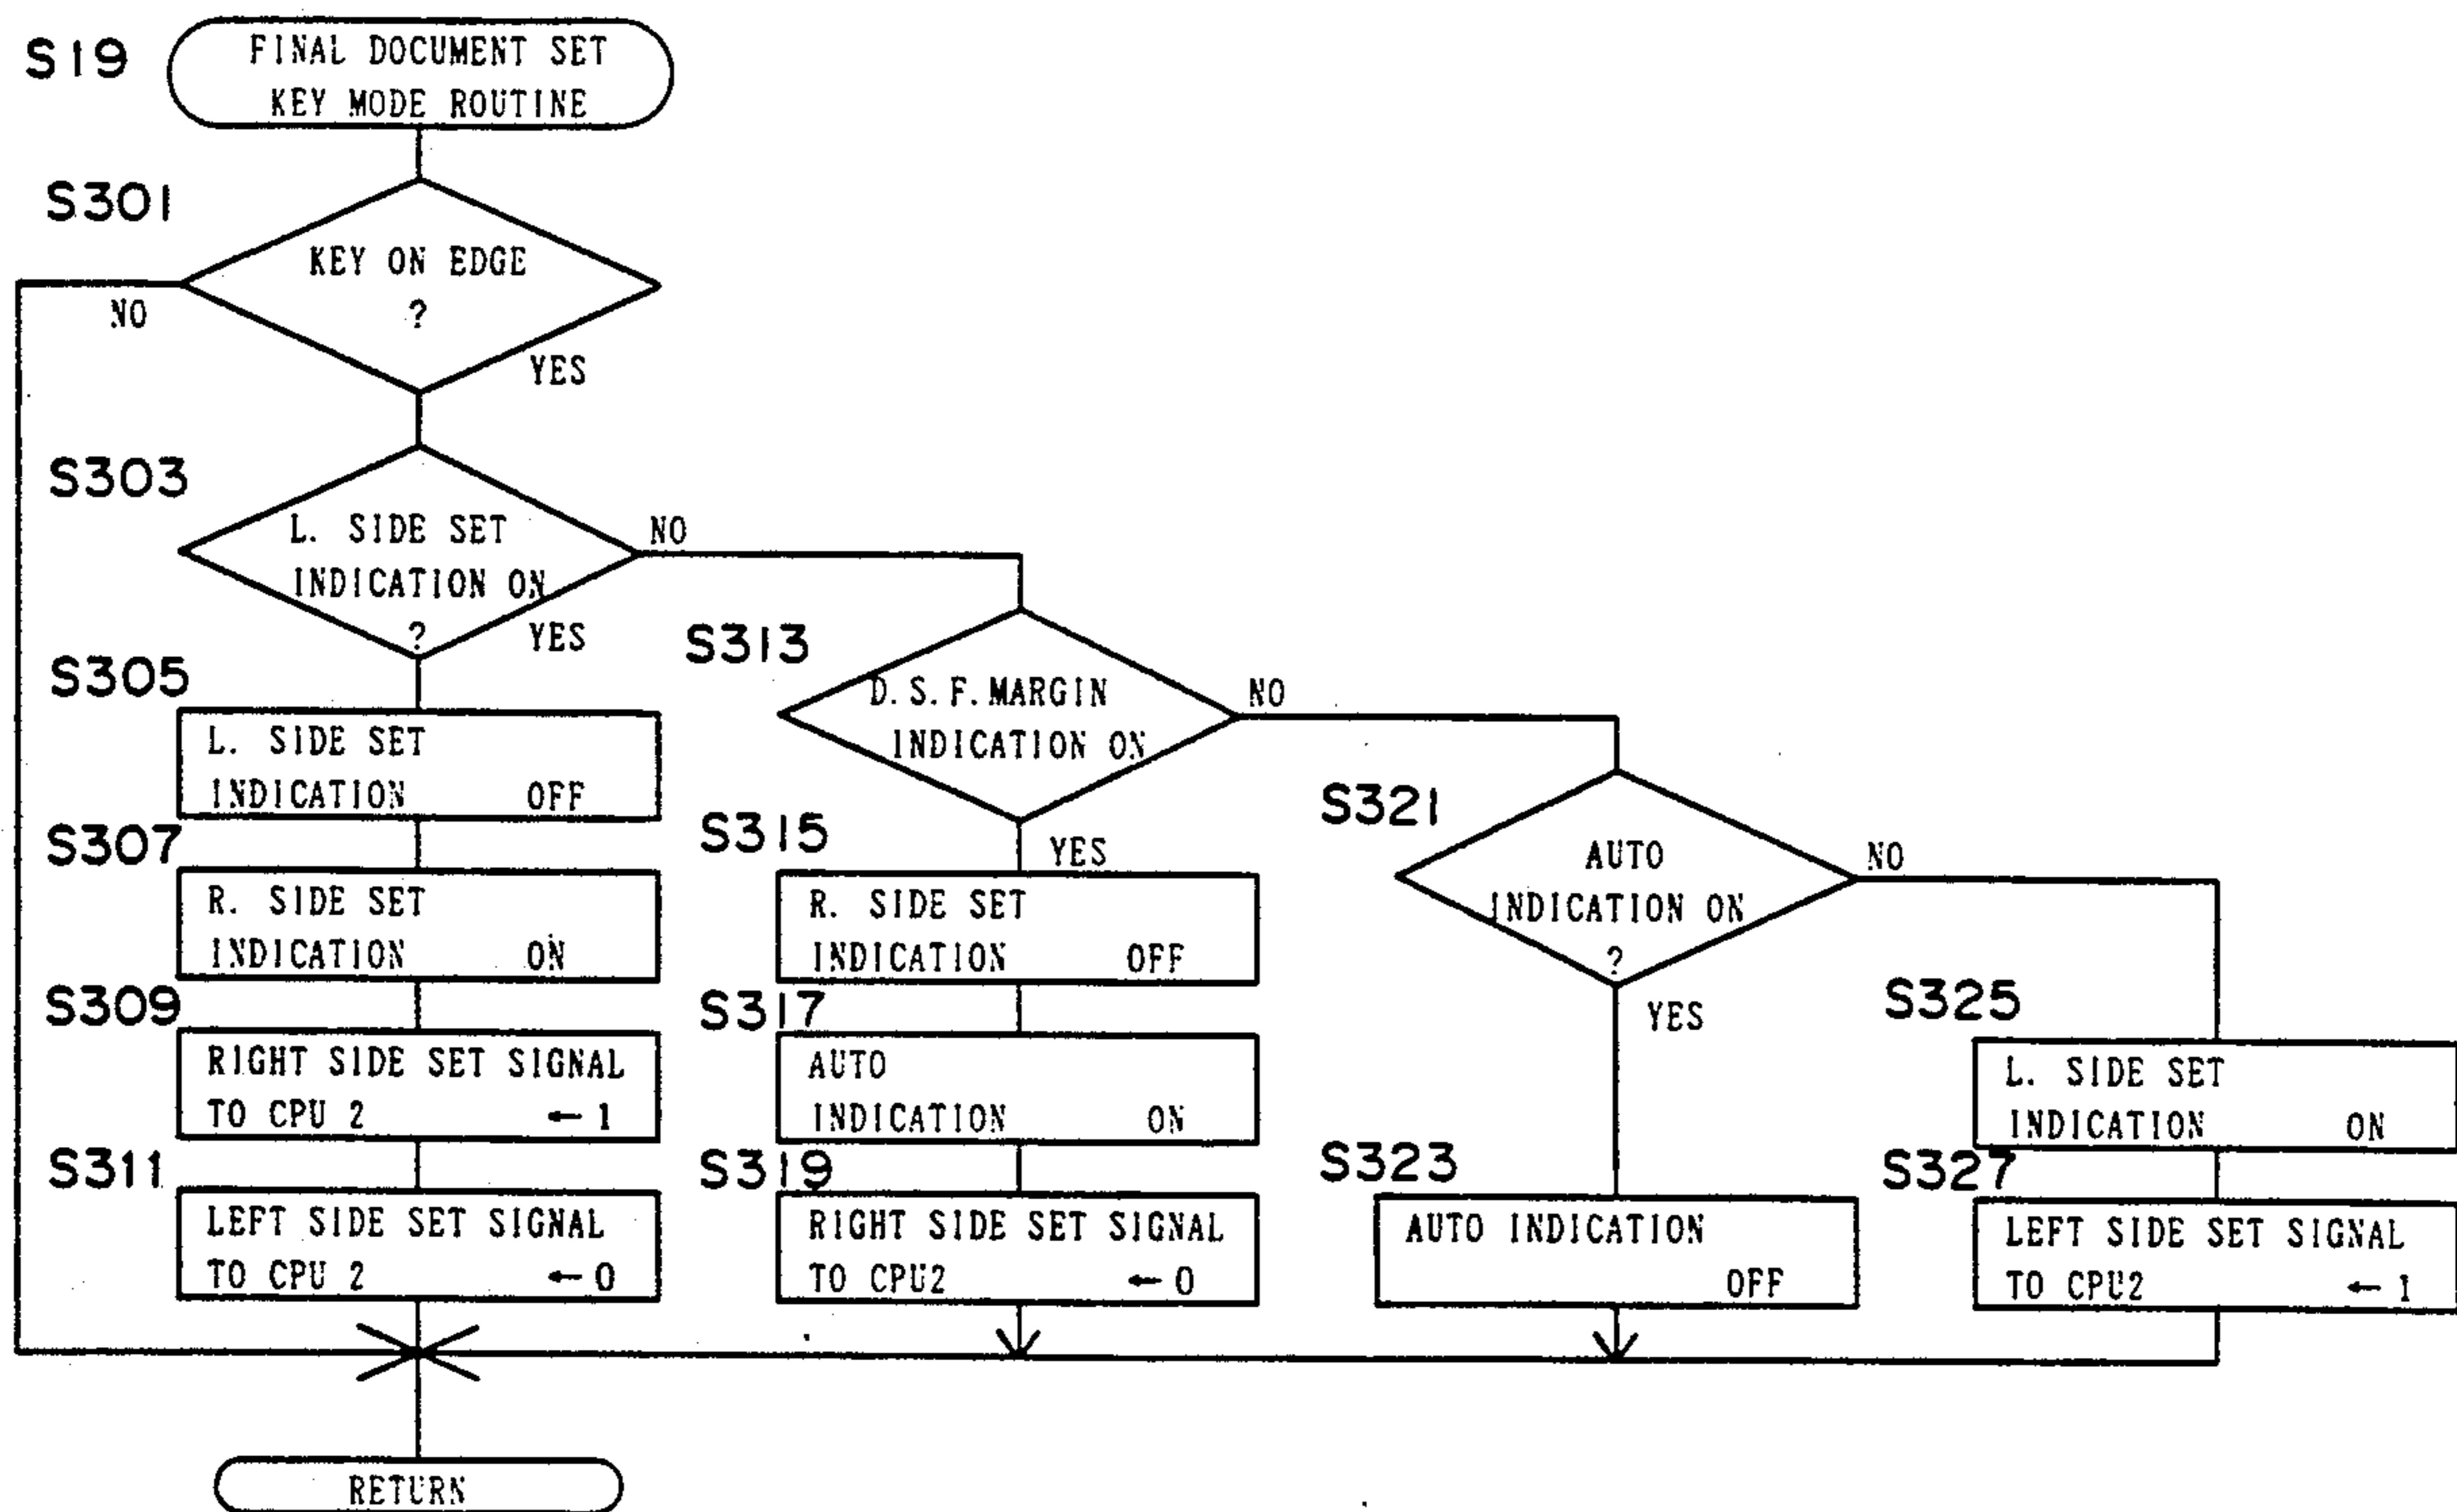 S19
FINAL DOCUMENT SET
KEY MODE ROUTINE
S301
KEY ON EDGE
?
NO
YES
S303
L. SIDE SET
INDICATION ON
?
NO
YES
S305
L. SIDE SET
INDICATION OFF
S307
R. SIDE SET
INDICATION ON
S309
RIGHT SIDE SET SIGNAL
TO CPU 2 ← 1
S311
LEFT SIDE SET SIGNAL
TO CPU 2 ← 0
S313
D.S.F.MARGIN
INDICATION ON
NO
YES
S315
R. SIDE SET
INDICATION OFF
S317
AUTO
INDICATION ON
S319
RIGHT SIDE SET SIGNAL
TO CPU2 ← 0
S321
AUTO
INDICATION ON
?
NO
YES
S323
AUTO INDICATION
OFF
S325
L. SIDE SET
INDICATION ON
S327
LEFT SIDE SET SIGNAL
TO CPU2 ← 1
RETURN